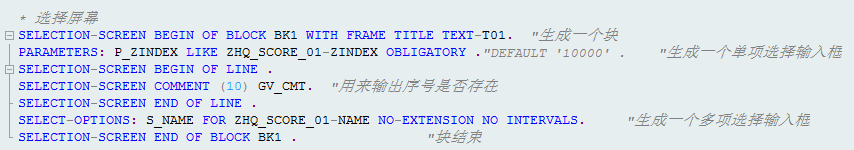 * 选择屏幕
SELECTION-SCREEN BEGIN OF BLOCK BK1 WITH FRAME TITLE TEXT-T01.  "生成一个块
PARAMETERS: P_ZINDEX LIKE ZHQ_SCORE_01-ZINDEX OBLIGATORY ."DEFAULT '10000' .    "生成一个单项选择输入框
SELECTION-SCREEN BEGIN OF LINE .
SELECTION-SCREEN COMMENT (10) GV_CMT.  "用来输出序号是否存在
SELECTION-SCREEN END OF LINE .
SELECT-OPTIONS: S_NAME FOR ZHQ_SCORE_01-NAME NO-EXTENSION NO INTERVALS.     "生成一个多项选择输入框
SELECTION-SCREEN END OF BLOCK BK1 .                "块结束